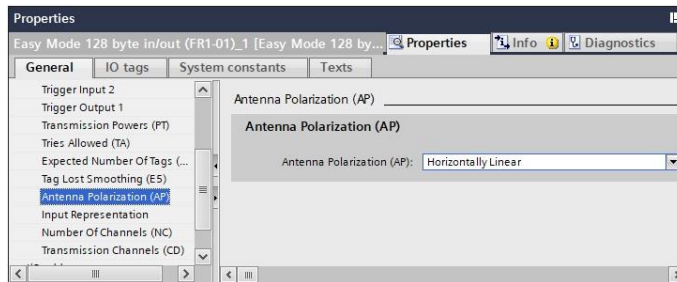 Properties
Easy Mode 128 byte in/out (FR1-01)_1 [Easy Mode 128 by...
Properties
Info
Diagnostics
General
IO tags
System constants
Texts
Trigger Input 2
Trigger Output 1
Transmission Powers (PT)
Tries Allowed (TA)
Expected Number Of Tags (...
Tag Lost Smoothing (E5)
Antenna Polarization (AP)
Input Representation
Number Of Channels (NC)
Transmission Channels (CD)
Antenna Polarization (AP)
Antenna Polarization (AP)
Antenna Polarization (AP): Horizontally Linear